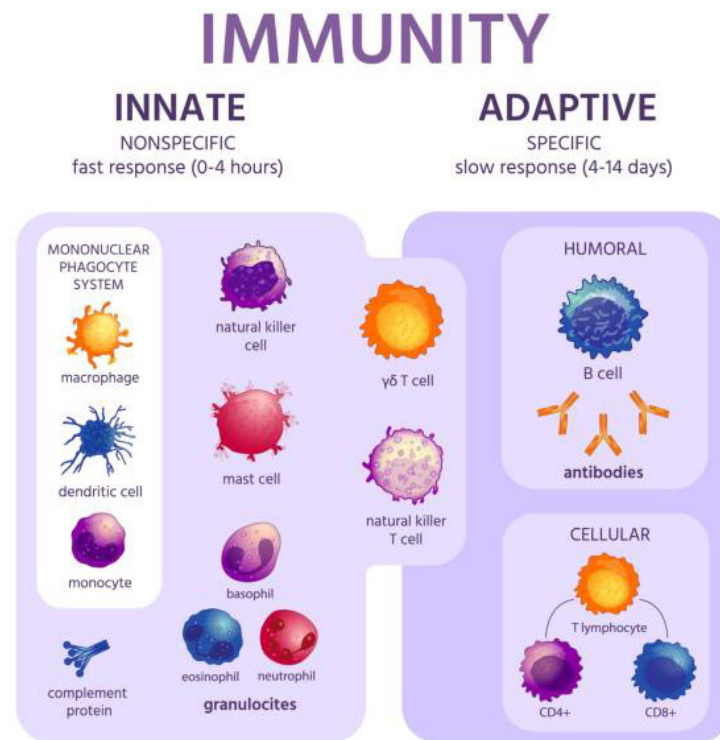 IMMUNITY
INNATE
NONSPECIFIC
fast response (0-4 hours)
ADAPTIVE
SPECIFIC
slow response (4-14 days)
MONONUCLEAR
PHAGOCYTE
SYSTEM
macrophage
dendritic cell
monocyte
complement
protein
natural killer
cell
mast cell
basophil
eosinophil
neutrophil
granulocites
γδ T cell
natural killer
T cell
HUMORAL
B cell
antibodies
CELLULAR
T lymphocyte
CD4+
CD8+